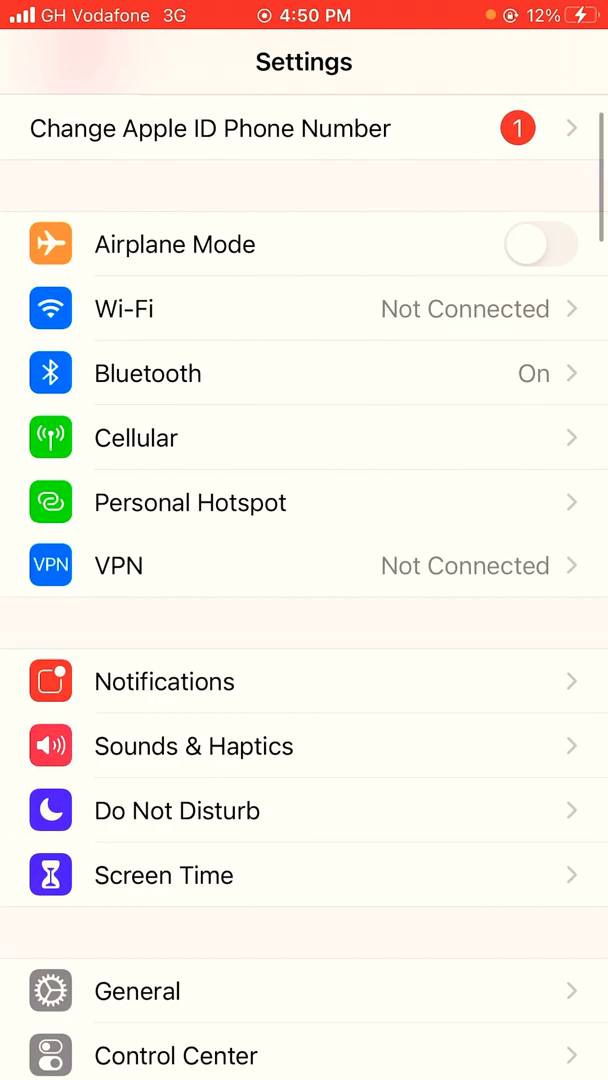 GH Vodafone 3G 4:50 PM 12%
Settings
Change Apple ID Phone Number 1
Airplane Mode
Wi-Fi Not Connected
Bluetooth On
Cellular
Personal Hotspot
VPN VPN Not Connected
Notifications
Sounds & Haptics
Do Not Disturb
Screen Time
General
Control Center